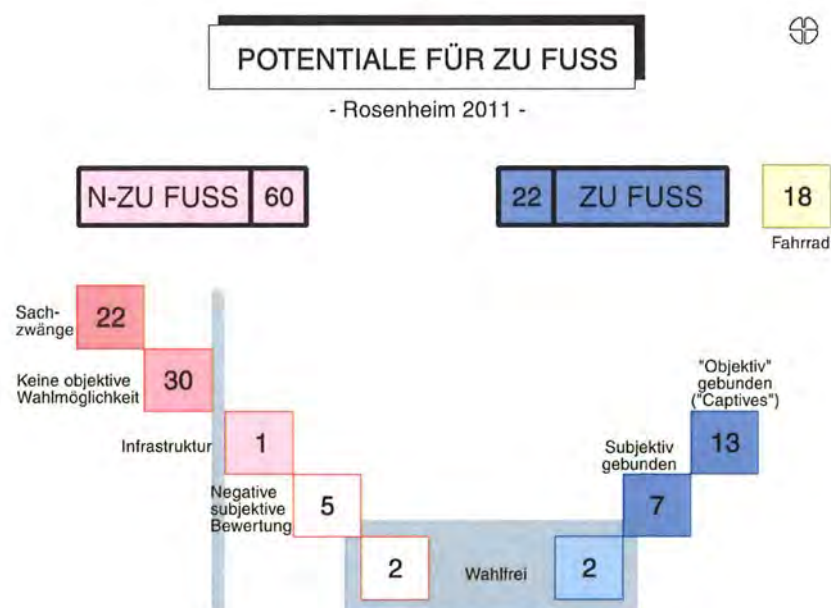 POTENTIALE FÜR ZU FUSS
- Rosenheim 2011 -
N-ZU FUSS 60
22 ZU FUSS
18
Fahrrad
Sach-
zwänge
22
Keine objektive
Wahlmöglichkeit
30
Infrastruktur
1
Negative
subjektive
Bewertung
5
2
Wahlfrei
2
Subjektiv
gebunden
7
"Objektiv"
gebunden
("Captives")
13